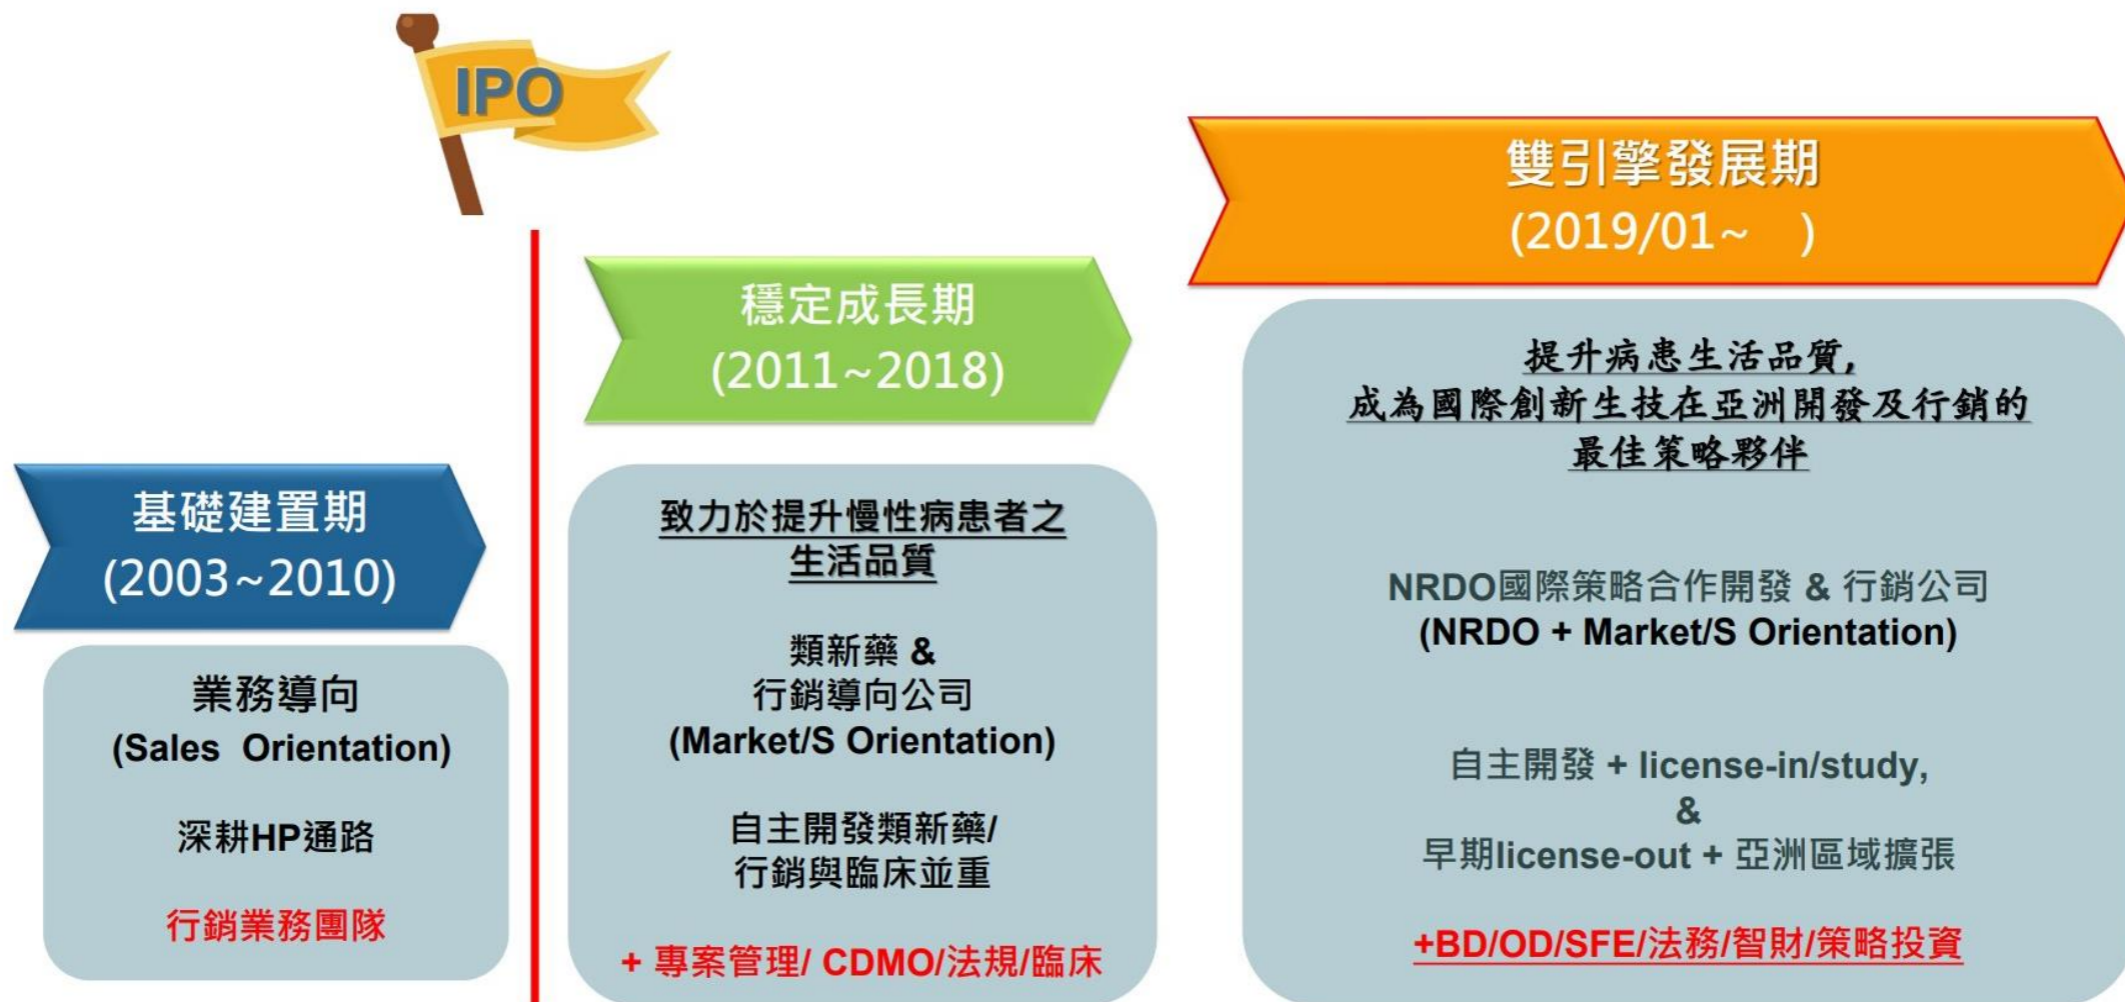 IPO
基礎建置期
(2003~2010)
業務導向
(Sales Orientation)
深耕HP通路
行銷業務團隊
穩定成長期
(2011~2018)
致力於提升慢性病患者之
生活品質
類新藥 &
行銷導向公司
(Market/S Orientation)
自主開發類新藥/
行銷與臨床並重
+ 專案管理/ CDMO/法規/臨床
雙引擎發展期
(2019/01~ )
提升病患生活品質,
成為國際創新生技在亞洲開發及行銷的
最佳策略夥伴
NRDO國際策略合作開發 & 行銷公司
(NRDO + Market/S Orientation)
自主開發 + license-in/study,
&
早期license-out + 亞洲區域擴張
+BD/OD/SFE/法務/智財/策略投資